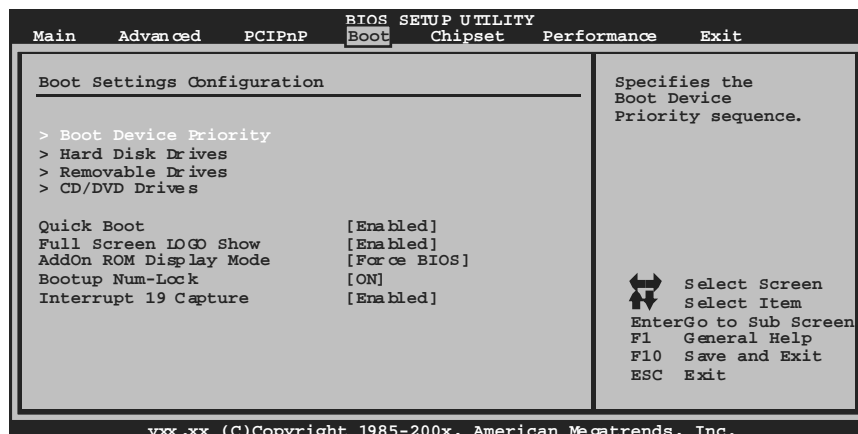 BIOS SETUP UTILITY
Main Advanced PCIPnP Boot Chipset Performance Exit
Boot Settings Configuration
> Boot Device Priority
> Hard Disk Drives
> Removable Drives
> CD/DVD Drives
Quick Boot [Enabled]
Full Screen LOGO Show [Enabled]
AddOn ROM Display Mode [Force BIOS]
Bootup Num-Lock [ON]
Interrupt 19 Capture [Enabled]
Specifies the
Boot Device
Priority sequence.
Select Screen
Select Item
Enter Go to Sub Screen
F1 General Help
F10 Save and Exit
ESC Exit
vxx.xx (C)Copyright 1985-200x, American Megatrends, Inc.